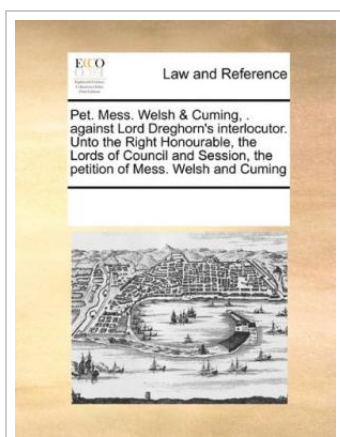 ECCO
Law and Reference
Pet. Mess. Welsh & Cuming, .
against Lord Dreghorn's interlocutor.
Unto the Right Honourable, the
Lords of Council and Session, the
petition of Mess. Welsh and Cuming